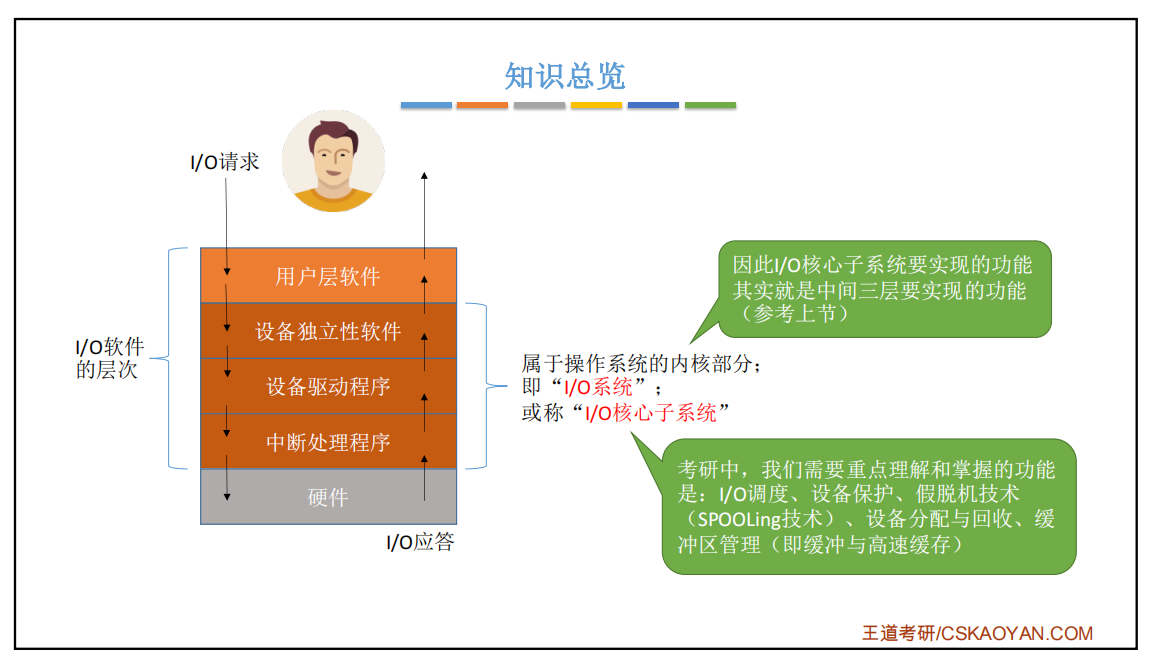 知识总览
I/O请求
用户层软件
设备独立性软件
设备驱动程序
中断处理程序
硬件
I/O应答
I/O软件
的层次
属于操作系统的内核部分；
即“I/O系统”；
或称“I/O核心子系统”
因此I/O核心子系统要实现的功能
其实就是中间三层要实现的功能
（参考上节）
考研中，我们需要重点理解和掌握的功能
是：I/O调度、设备保护、假脱机技术
（SPOOLing技术）、设备分配与回收、缓
冲区管理（即缓冲与高速缓存）
王道考研/CSKAOYAN.COM